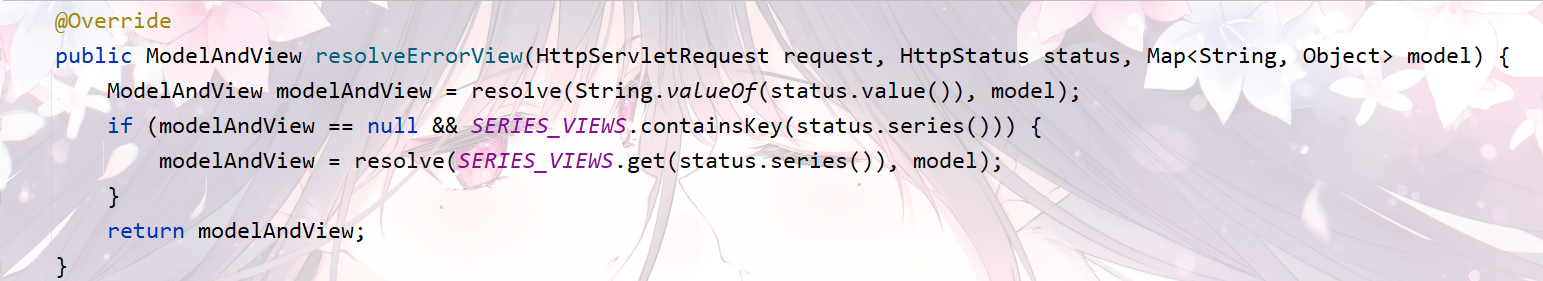 @Override
public ModelAndView resolveErrorView(HttpServletRequest request, HttpStatus status, Map<String, Object> model) {
    ModelAndView modelAndView = resolve(String.valueOf(status.value()), model);
    if (modelAndView == null && SERIES_VIEWS.containsKey(status.series())) {
        modelAndView = resolve(SERIES_VIEWS.get(status.series()), model);
    }
    return modelAndView;
}